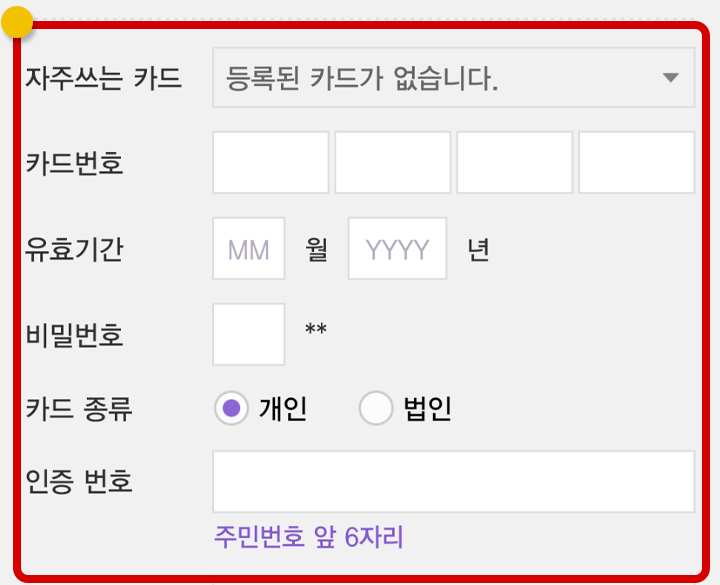 자주쓰는 카드 등록된 카드가 없습니다.
카드번호
유효기간 MM 월 YYYY 년
비밀번호 **
카드 종류 개인 법인
인증 번호
주민번호 앞 6자리